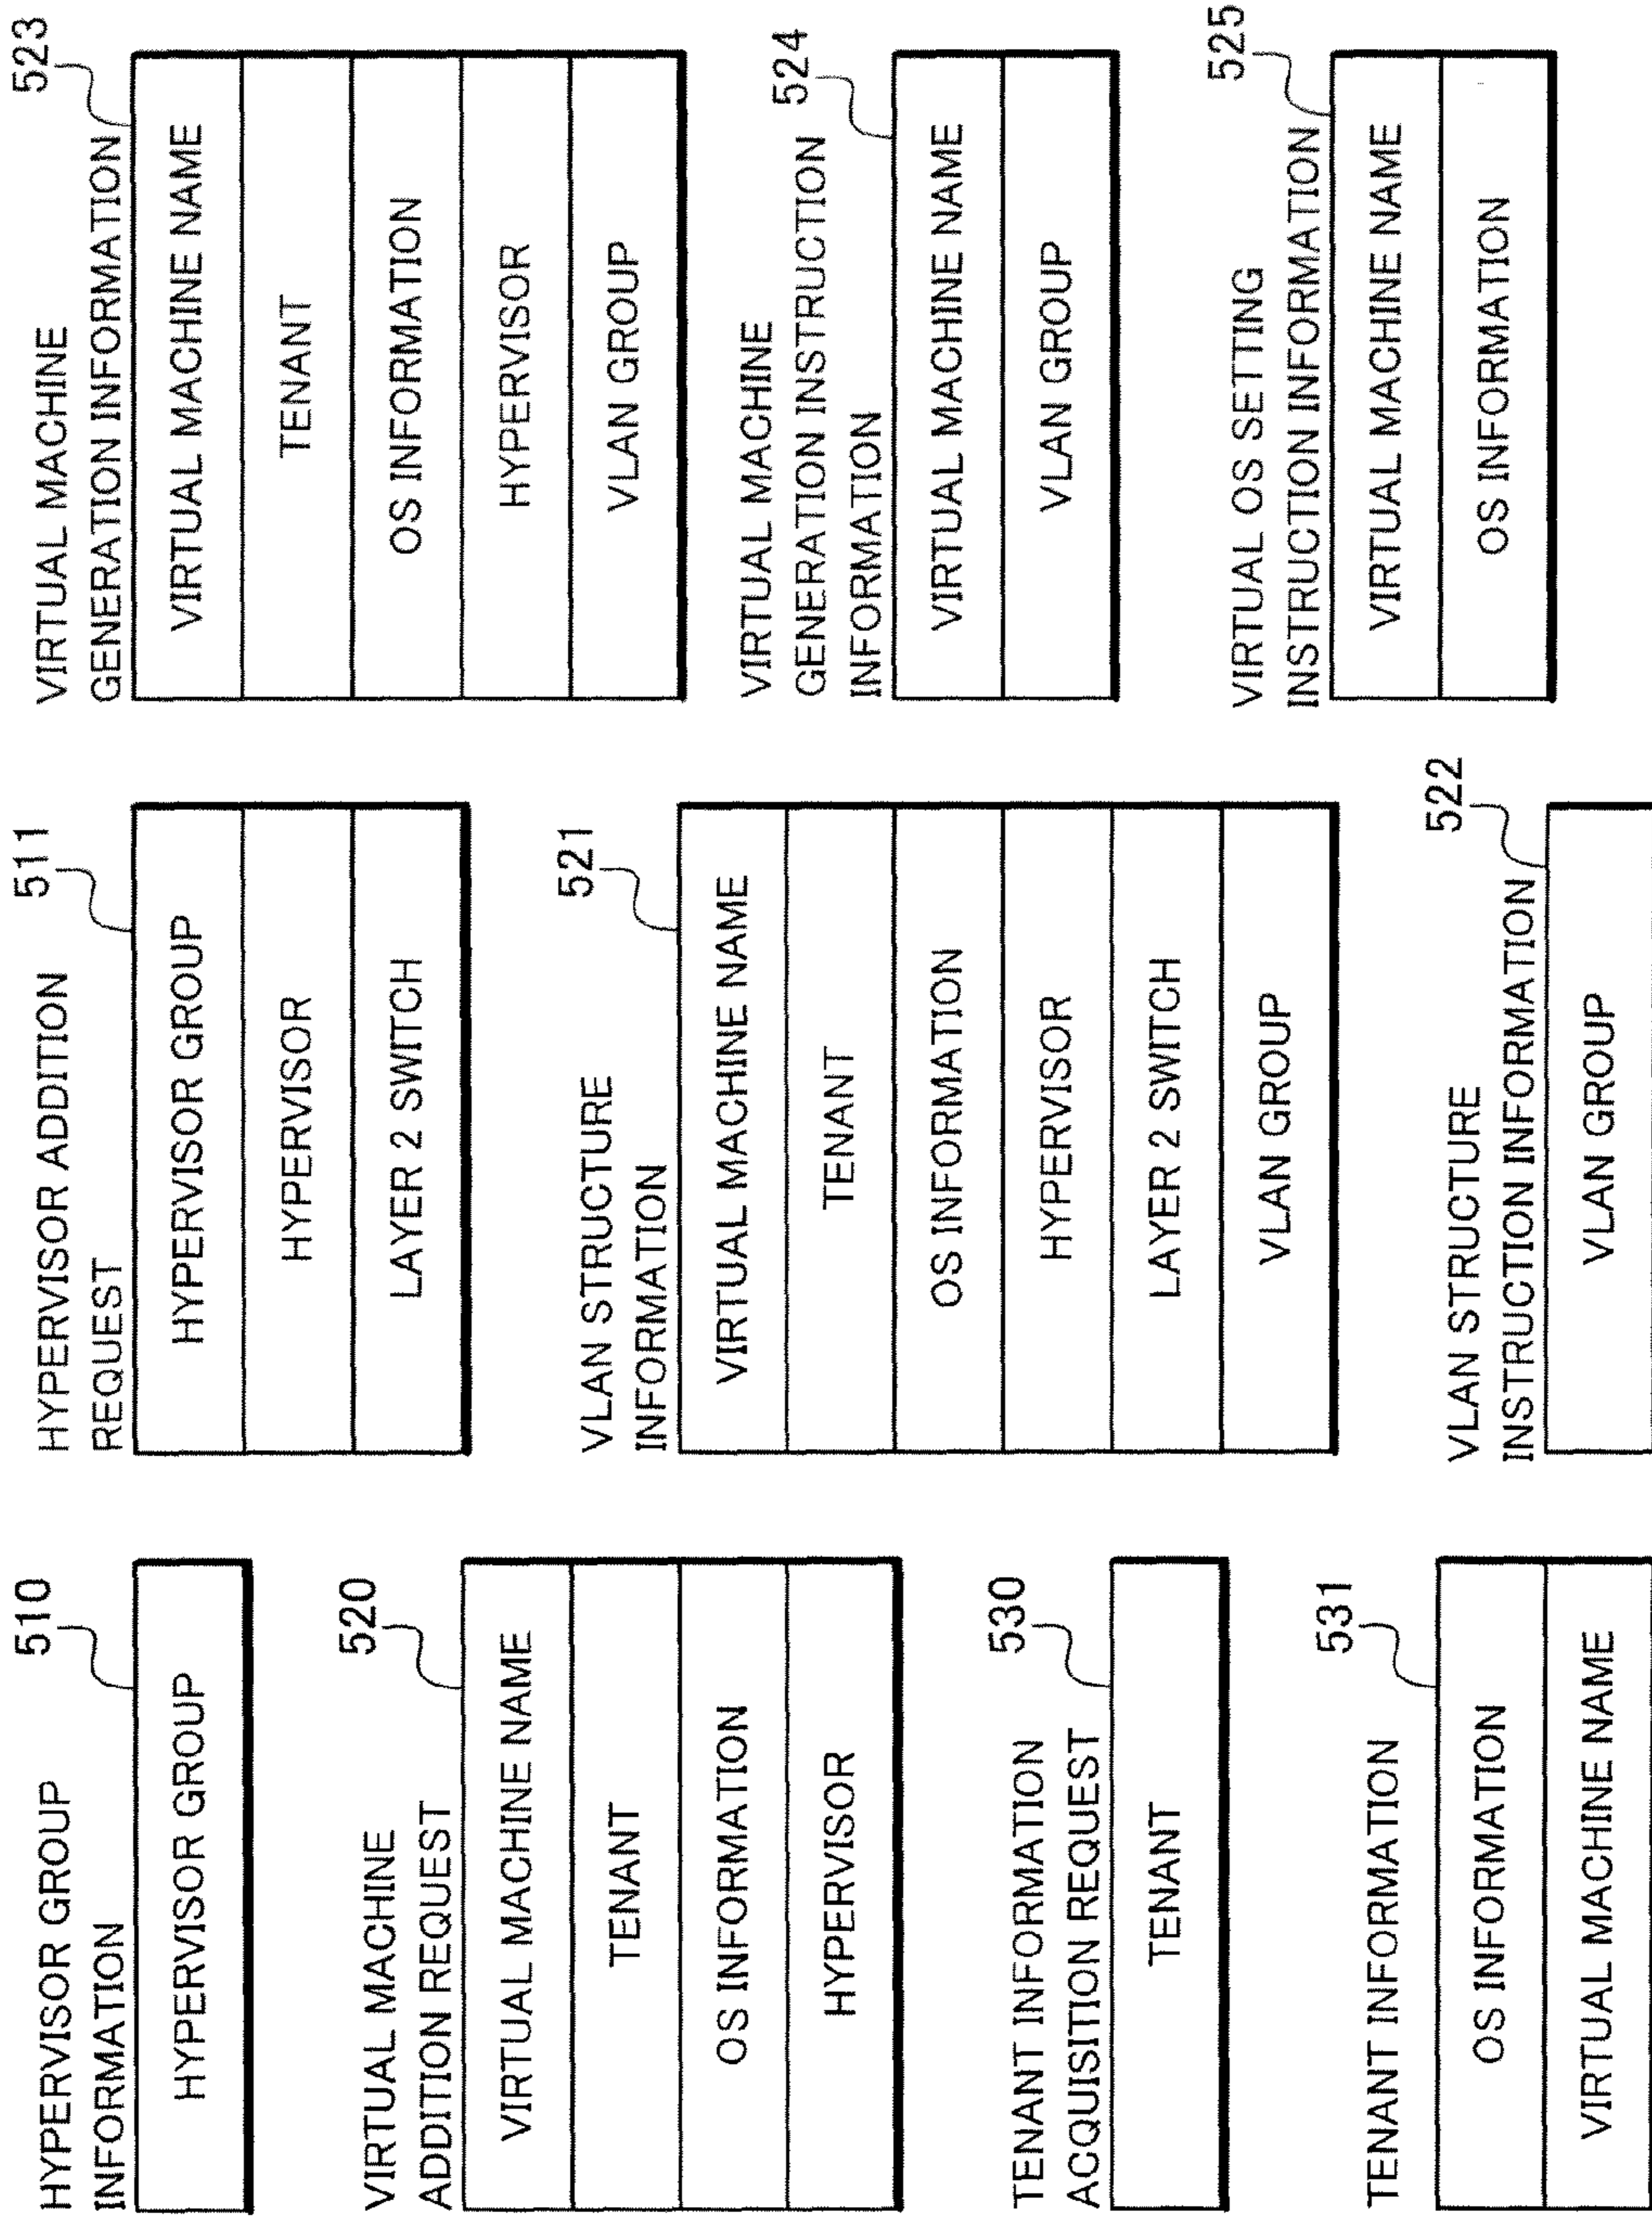 HYPERVISOR GROUP
INFORMATION
510
HYPERVISOR GROUP
VIRTUAL MACHINE
ADDITION REQUEST
520
VIRTUAL MACHINE NAME
TENANT
OS INFORMATION
HYPERVISOR
TENANT INFORMATION
ACQUISITION REQUEST
530
TENANT
TENANT INFORMATION
531
OS INFORMATION
VIRTUAL MACHINE NAME
HYPERVISOR ADDITION
REQUEST
511
HYPERVISOR GROUP
HYPERVISOR
LAYER 2 SWITCH
VLAN STRUCTURE
INFORMATION
521
VIRTUAL MACHINE NAME
TENANT
OS INFORMATION
HYPERVISOR
LAYER 2 SWITCH
VLAN GROUP
VLAN STRUCTURE
INSTRUCTION INFORMATION
522
VLAN GROUP
VIRTUAL MACHINE
GENERATION INFORMATION
523
VIRTUAL MACHINE NAME
TENANT
OS INFORMATION
HYPERVISOR
VLAN GROUP
VIRTUAL MACHINE
GENERATION INSTRUCTION
INFORMATION
524
VIRTUAL MACHINE NAME
VLAN GROUP
VIRTUAL OS SETTING
INSTRUCTION INFORMATION
525
VIRTUAL MACHINE NAME
OS INFORMATION